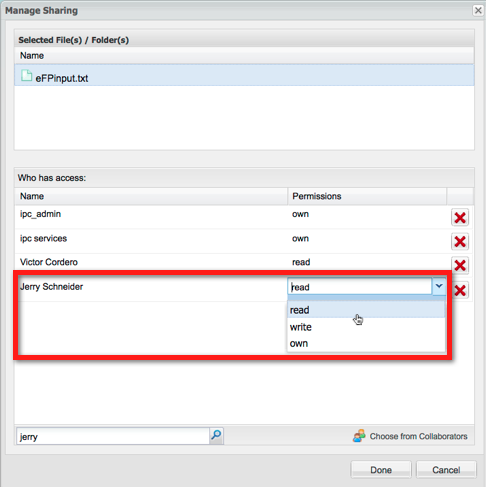 Manage Sharing
Selected File(s) / Folder(s)
Name
eFPinput.txt
Who has access:
Name Permissions
ipc_admin own
ipc services own
Victor Cordero read
Jerry Schneider read
read
write
own
jerry Choose from Collaborators
Done Cancel